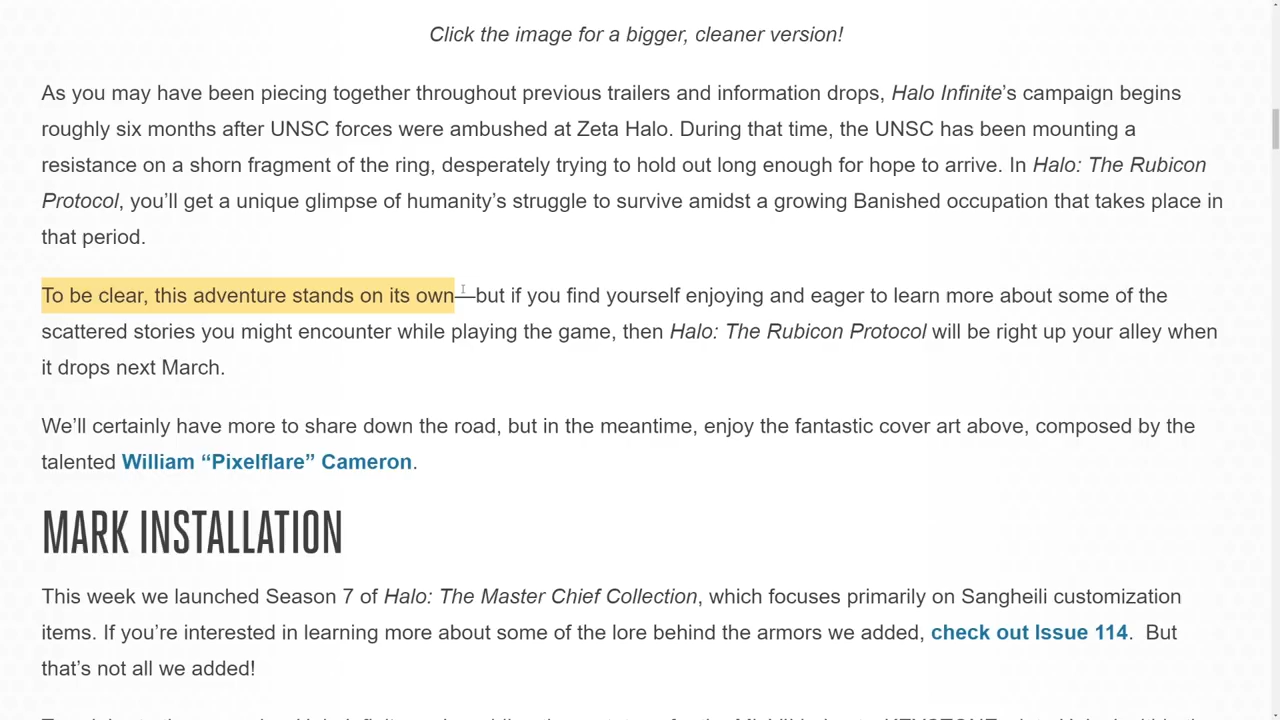 Click the image for a bigger, cleaner version!
As you may have been piecing together throughout previous trailers and information drops, Halo Infinite’s campaign begins
roughly six months after UNSC forces were ambushed at Zeta Halo. During that time, the UNSC has been mounting a
resistance on a shorn fragment of the ring, desperately trying to hold out long enough for hope to arrive. In Halo: The Rubicon
Protocol, you’ll get a unique glimpse of humanity’s struggle to survive amidst a growing Banished occupation that takes place in
that period.
To be clear, this adventure stands on its own—but if you find yourself enjoying and eager to learn more about some of the
scattered stories you might encounter while playing the game, then Halo: The Rubicon Protocol will be right up your alley when
it drops next March.
We’ll certainly have more to share down the road, but in the meantime, enjoy the fantastic cover art above, composed by the
talented William “Pixelflare” Cameron.
MARK INSTALLATION
This week we launched Season 7 of Halo: The Master Chief Collection, which focuses primarily on Sangheili customization
items. If you’re interested in learning more about some of the lore behind the armors we added, check out Issue 114.  But
that’s not all we added!